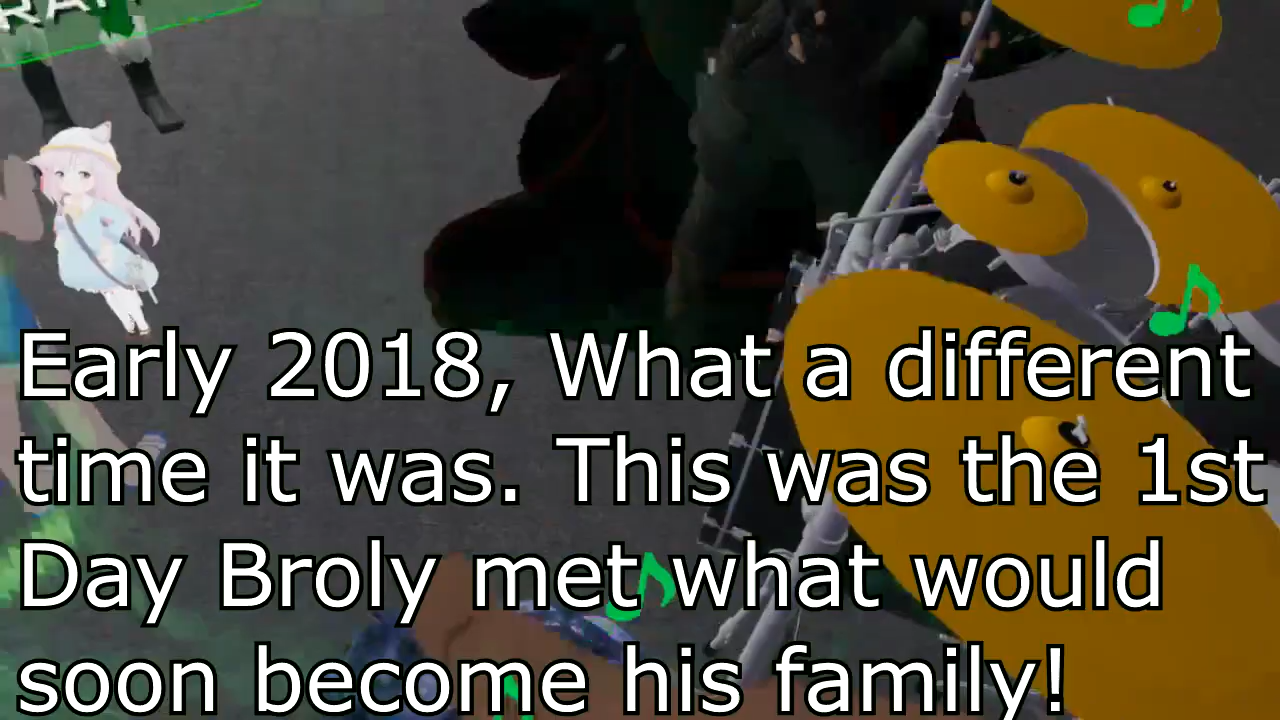 Early 2018, What a different
time it was. This was the 1st
Day Broly met what would
soon become his family!